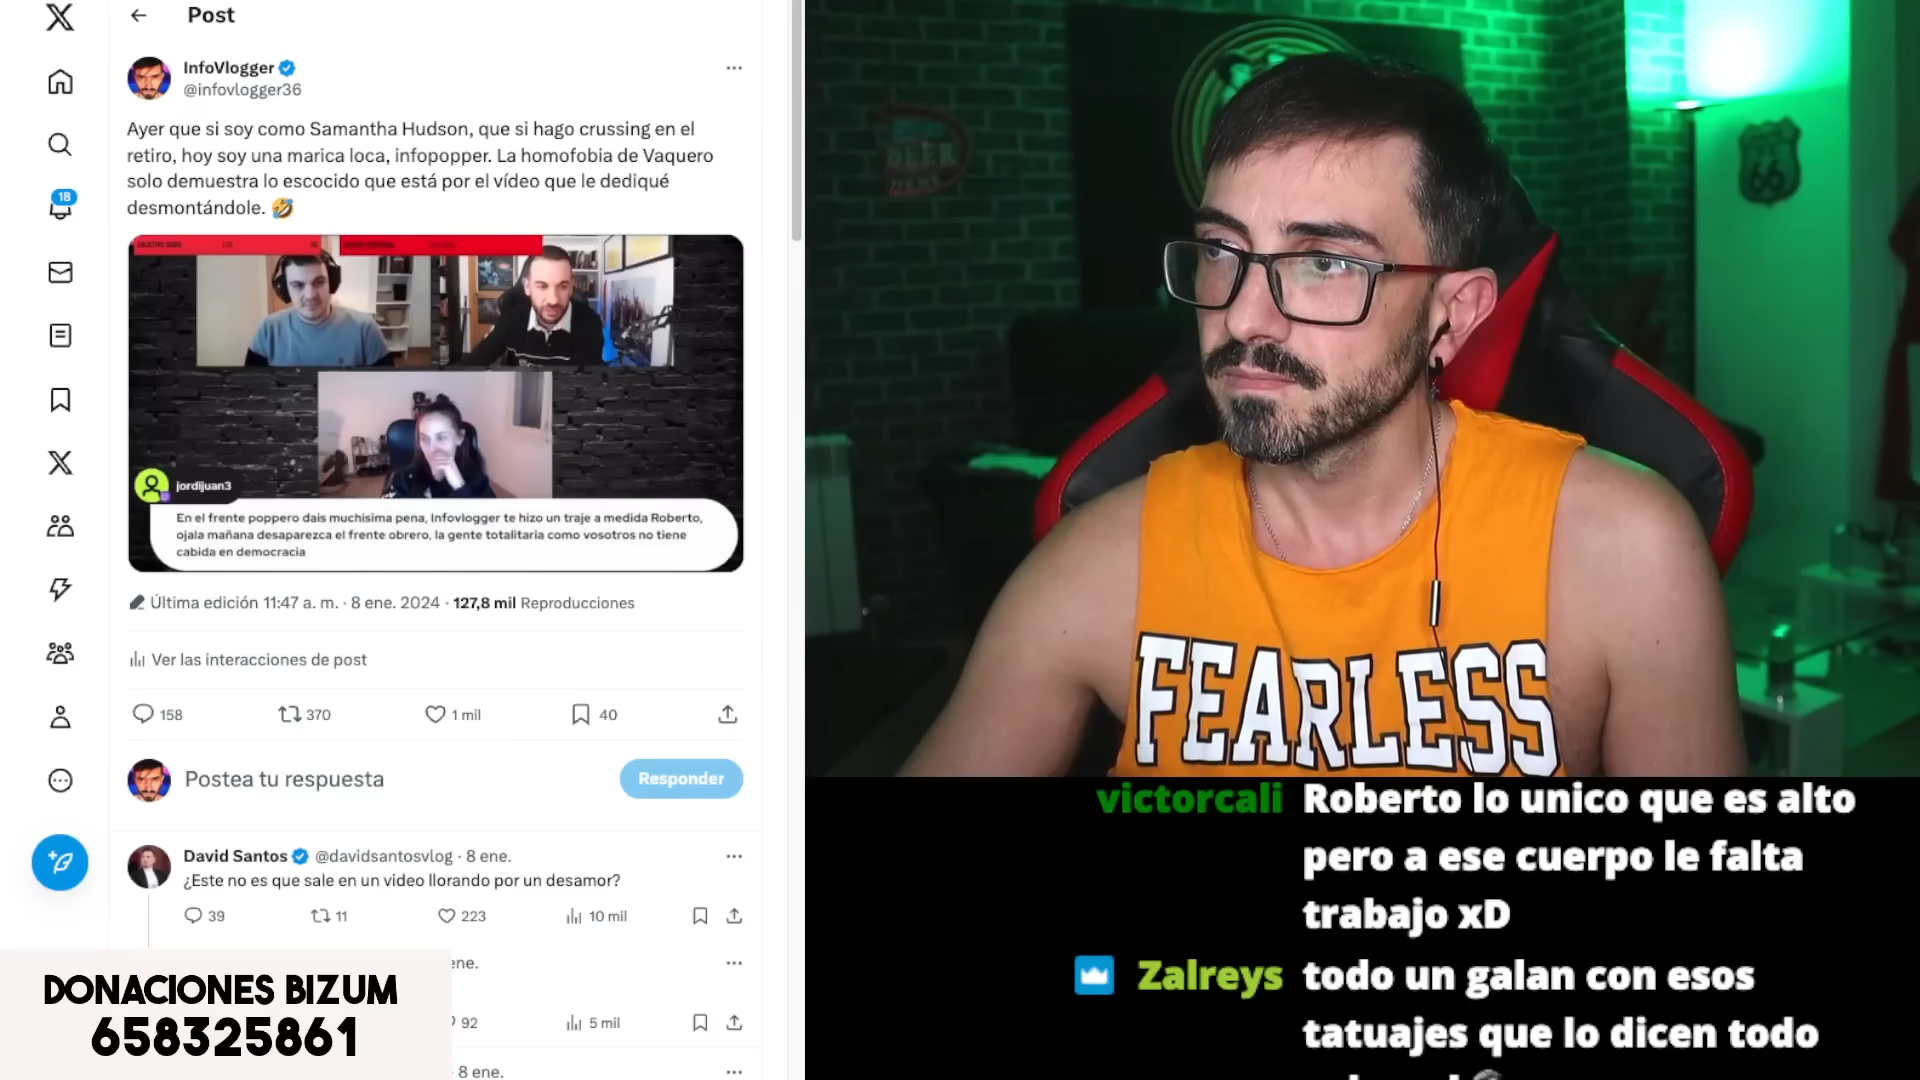 Post
InfoVlogger
@infovlogger36
Ayer que si soy como Samantha Hudson, que si hago crussing en el
retiro, hoy soy una marica loca, infopopper. La homofobia de Vaquero
solo demuestra lo escocido que está por el vídeo que le dediqué
desmontándole. 🤣
jordijuan3
En el frente poppero dais muchisima pena, Infovlogger te hizo un traje a medida Roberto,
ojala mañana desaparezca el frente obrero, la gente totalitaria como vosotros no tiene
cabida en democracia
Última edición 11:47 a. m. · 8 ene. 2024 · 127,8 mil Reproducciones
Ver las interacciones de post
158 370 1 mil 40
Postea tu respuesta
Responder
David Santos @davidsantosvlog · 8 ene.
¿Este no es que sale en un video llorando por un desamor?
39 11 223 10 mil
ene.
92 5 mil
· 8 ene.
18
DONACIONES BIZUM
658325861
66
FEARLESS
victorcali Roberto lo unico que es alto
pero a ese cuerpo le falta
trabajo xD
Zalreys todo un galan con esos
tatuajes que lo dicen todo